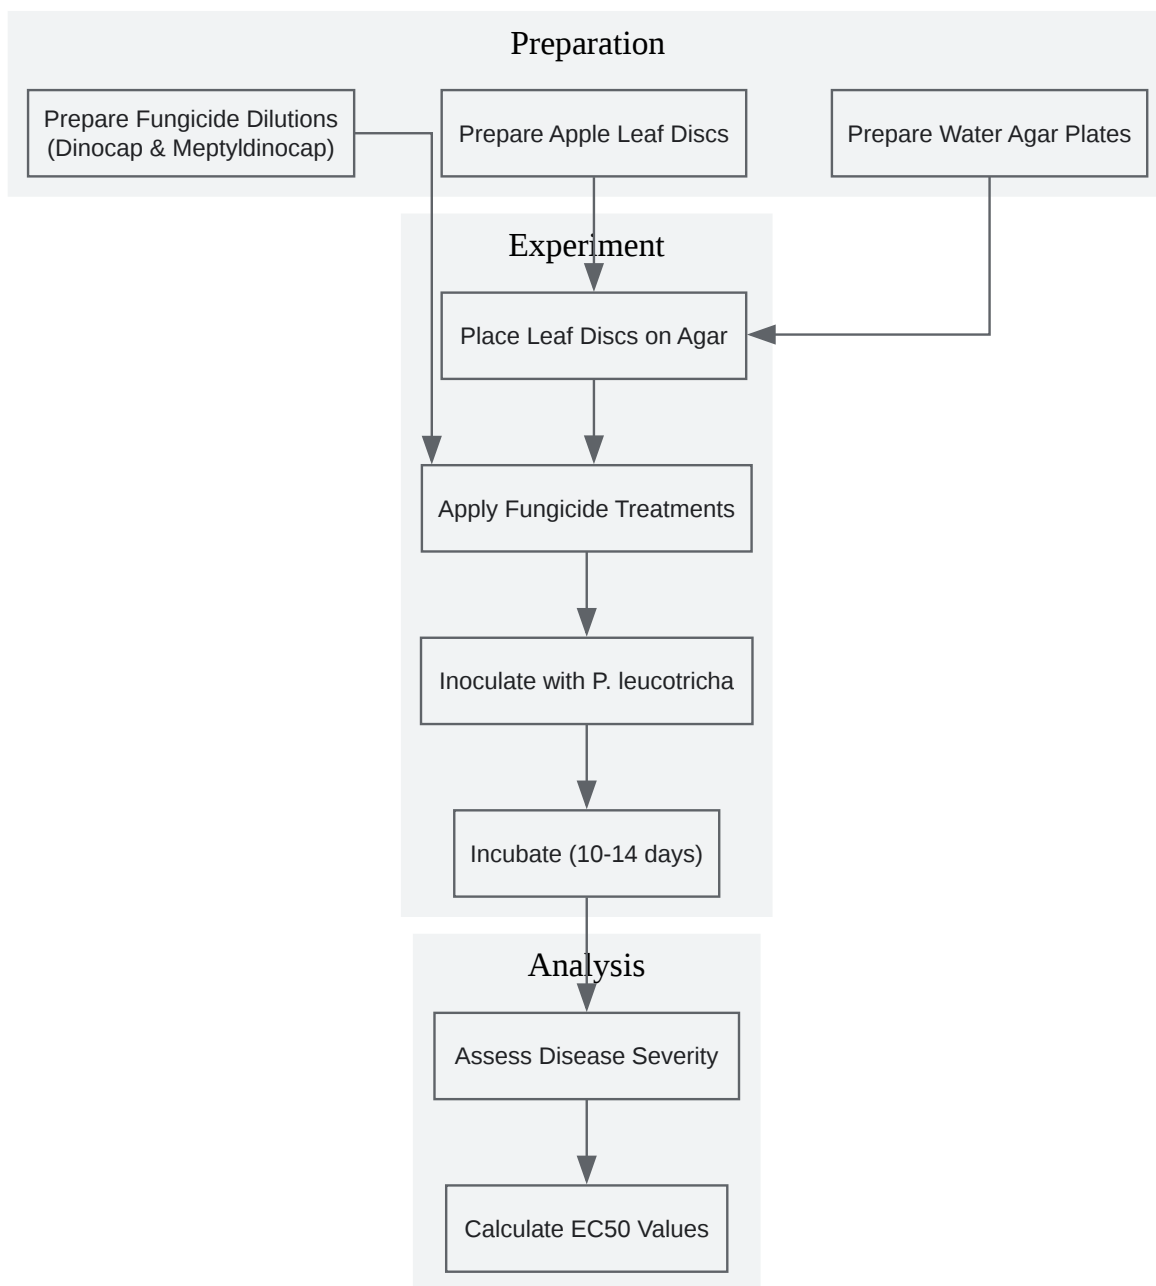 Preparation
Prepare Fungicide Dilutions
(Dinocap & Meptyldinocap)
Prepare Apple Leaf Discs
Prepare Water Agar Plates
Experiment
Place Leaf Discs on Agar
Apply Fungicide Treatments
Inoculate with P. leucotricha
Incubate (10-14 days)
Analysis
Assess Disease Severity
Calculate EC50 Values